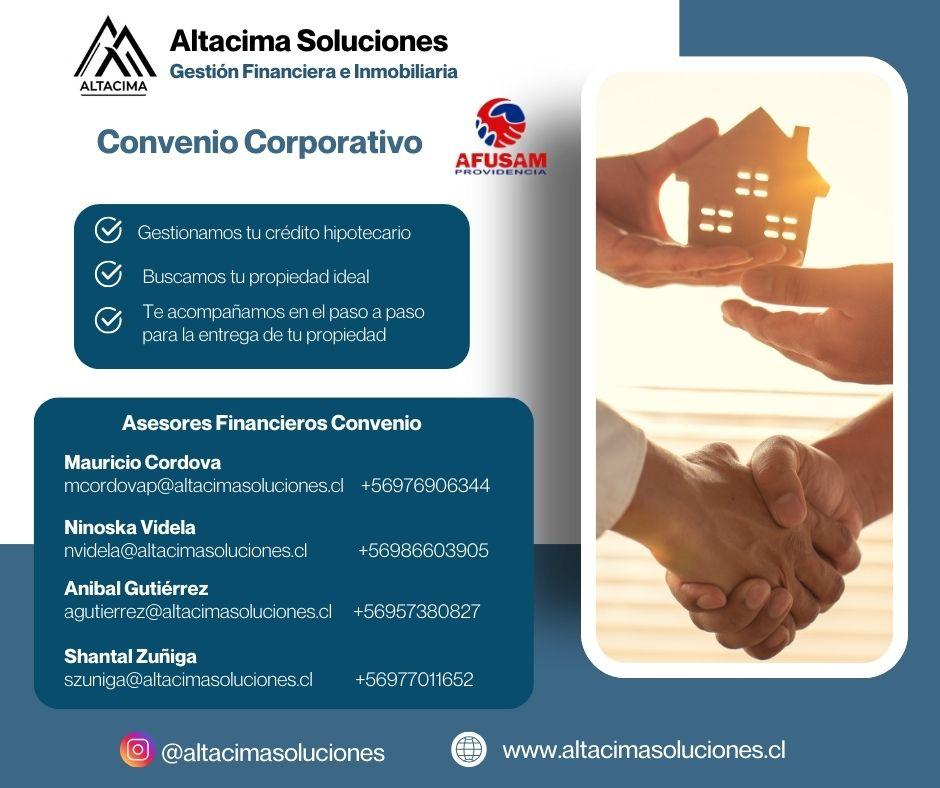 Altacima Soluciones
Gestión Financiera e Inmobiliaria
ALTACIMA
Convenio Corporativo
AFUSAM
PROVIDENCIA
Gestionamos tu crédito hipotecario
Buscamos tu propiedad ideal
Te acompañamos en el paso a paso
para la entrega de tu propiedad
Asesores Financieros Convenio
Mauricio Cordova
mcordovap@altacimasoluciones.cl +56976906344
Ninoska Videla
nvidela@altacimasoluciones.cl +56986603905
Anibal Gutiérrez
agutierrez@altacimasoluciones.cl +56957380827
Shantal Zuñiga
szuniga@altacimasoluciones.cl +56977011652
@altacimasoluciones
www.altacimasoluciones.cl